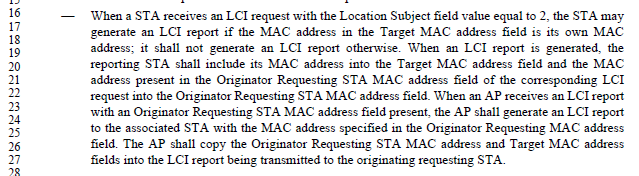 15
16 — When a STA receives an LCI request with the Location Subject field value equal to 2, the STA may
17 generate an LCI report if the MAC address in the Target MAC address field is its own MAC
18 address; it shall not generate an LCI report otherwise. When an LCI report is generated, the
19 reporting STA shall include its MAC address into the Target MAC address field and the MAC
20 address present in the Originator Requesting STA MAC address field of the corresponding LCI
21 request into the Originator Requesting STA MAC address field. When an AP receives an LCI report
22 with an Originator Requesting STA MAC address field present, the AP shall generate an LCI report
23 to the associated STA with the MAC address specified in the Originator Requesting MAC address
24 field. The AP shall copy the Originator Requesting STA MAC address and Target MAC address
25 fields into the LCI report being transmitted to the originating requesting STA.
26
27
28